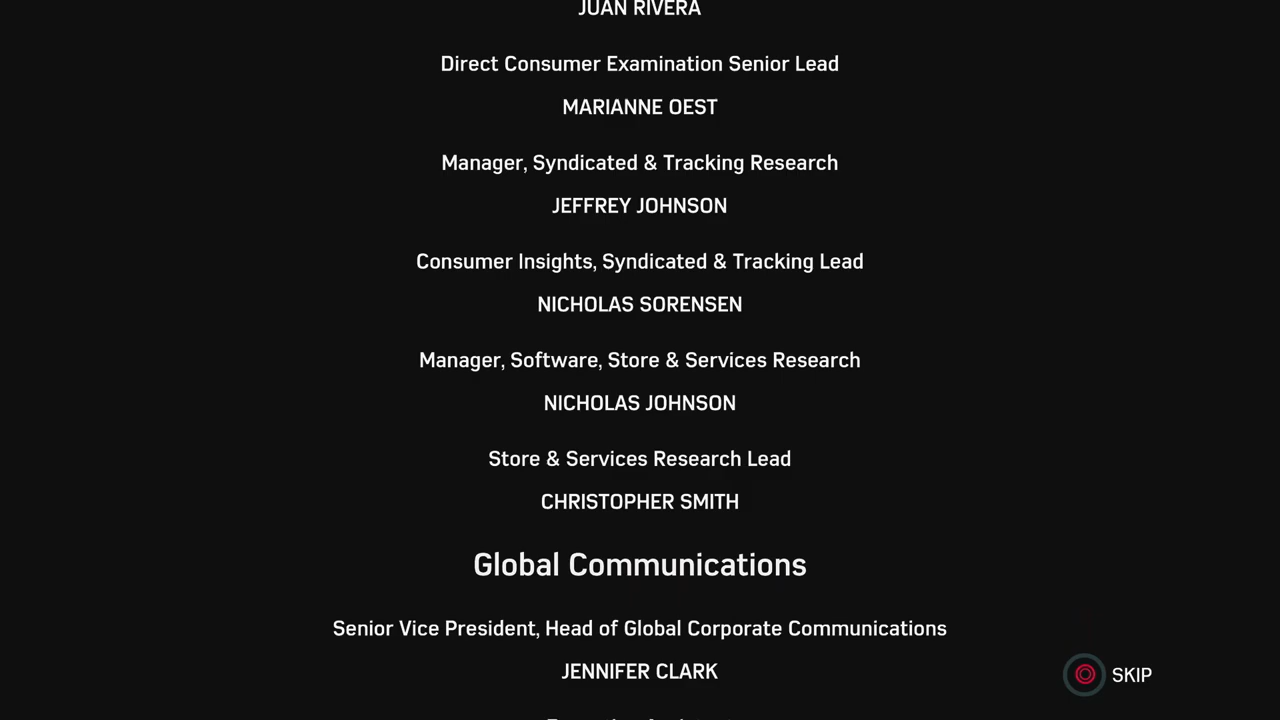 JUAN RIVERA
Direct Consumer Examination Senior Lead
MARIANNE OEST
Manager, Syndicated & Tracking Research
JEFFREY JOHNSON
Consumer Insights, Syndicated & Tracking Lead
NICHOLAS SORENSEN
Manager, Software, Store & Services Research
NICHOLAS JOHNSON
Store & Services Research Lead
CHRISTOPHER SMITH
Global Communications
Senior Vice President, Head of Global Corporate Communications
JENNIFER CLARK
SKIP